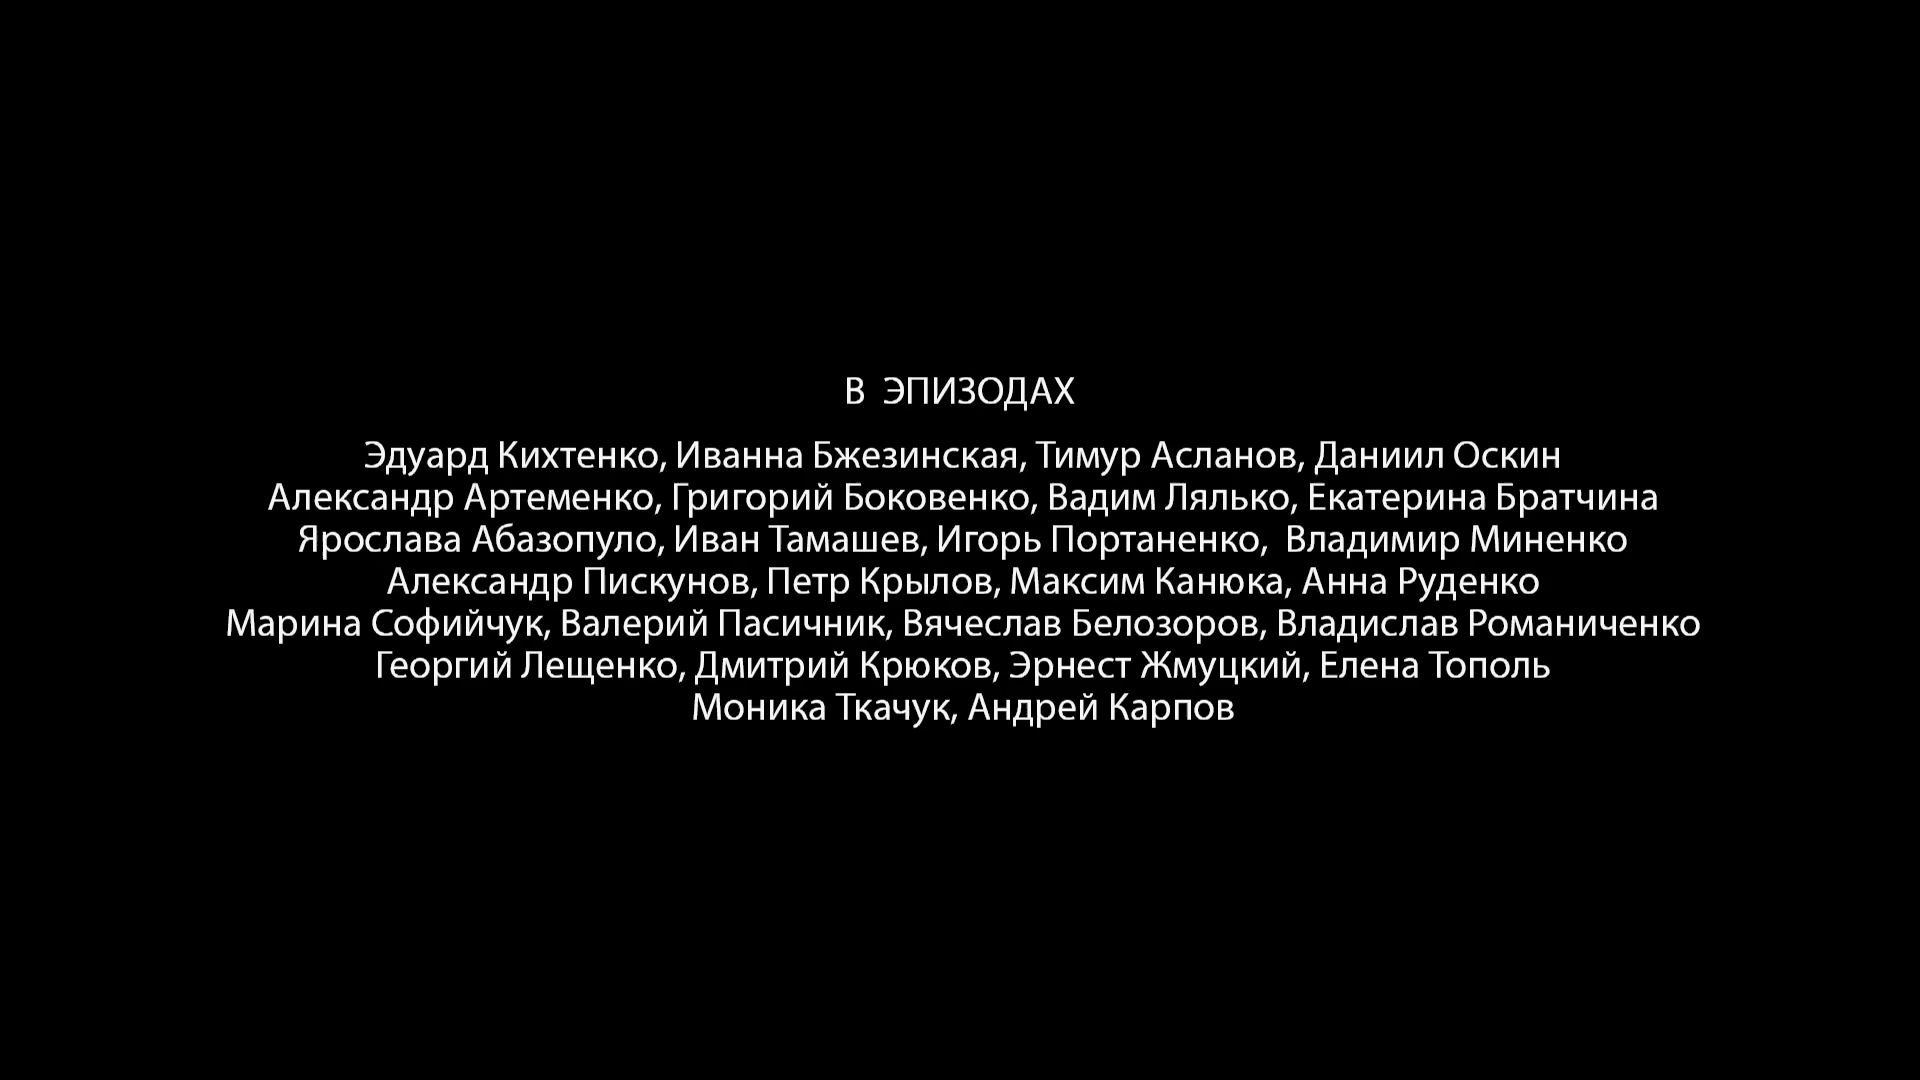 В ЭПИЗОДАХ
Эдуард Кихтенко, Иванна Бжезинская, Тимур Асланов, Даниил Оскин
Александр Артеменко, Григорий Боковенко, Вадим Лялько, Екатерина Братчина
Ярослава Абазопуло, Иван Тамашев, Игорь Портаненко, Владимир Миненко
Александр Пискунов, Петр Крылов, Максим Канюка, Анна Руденко
Марина Софийчук, Валерий Пасичник, Вячеслав Белозоров, Владислав Романиченко
Георгий Лещенко, Дмитрий Крюков, Эрнест Жмуцкий, Елена Тополь
Моника Ткачук, Андрей Карпов